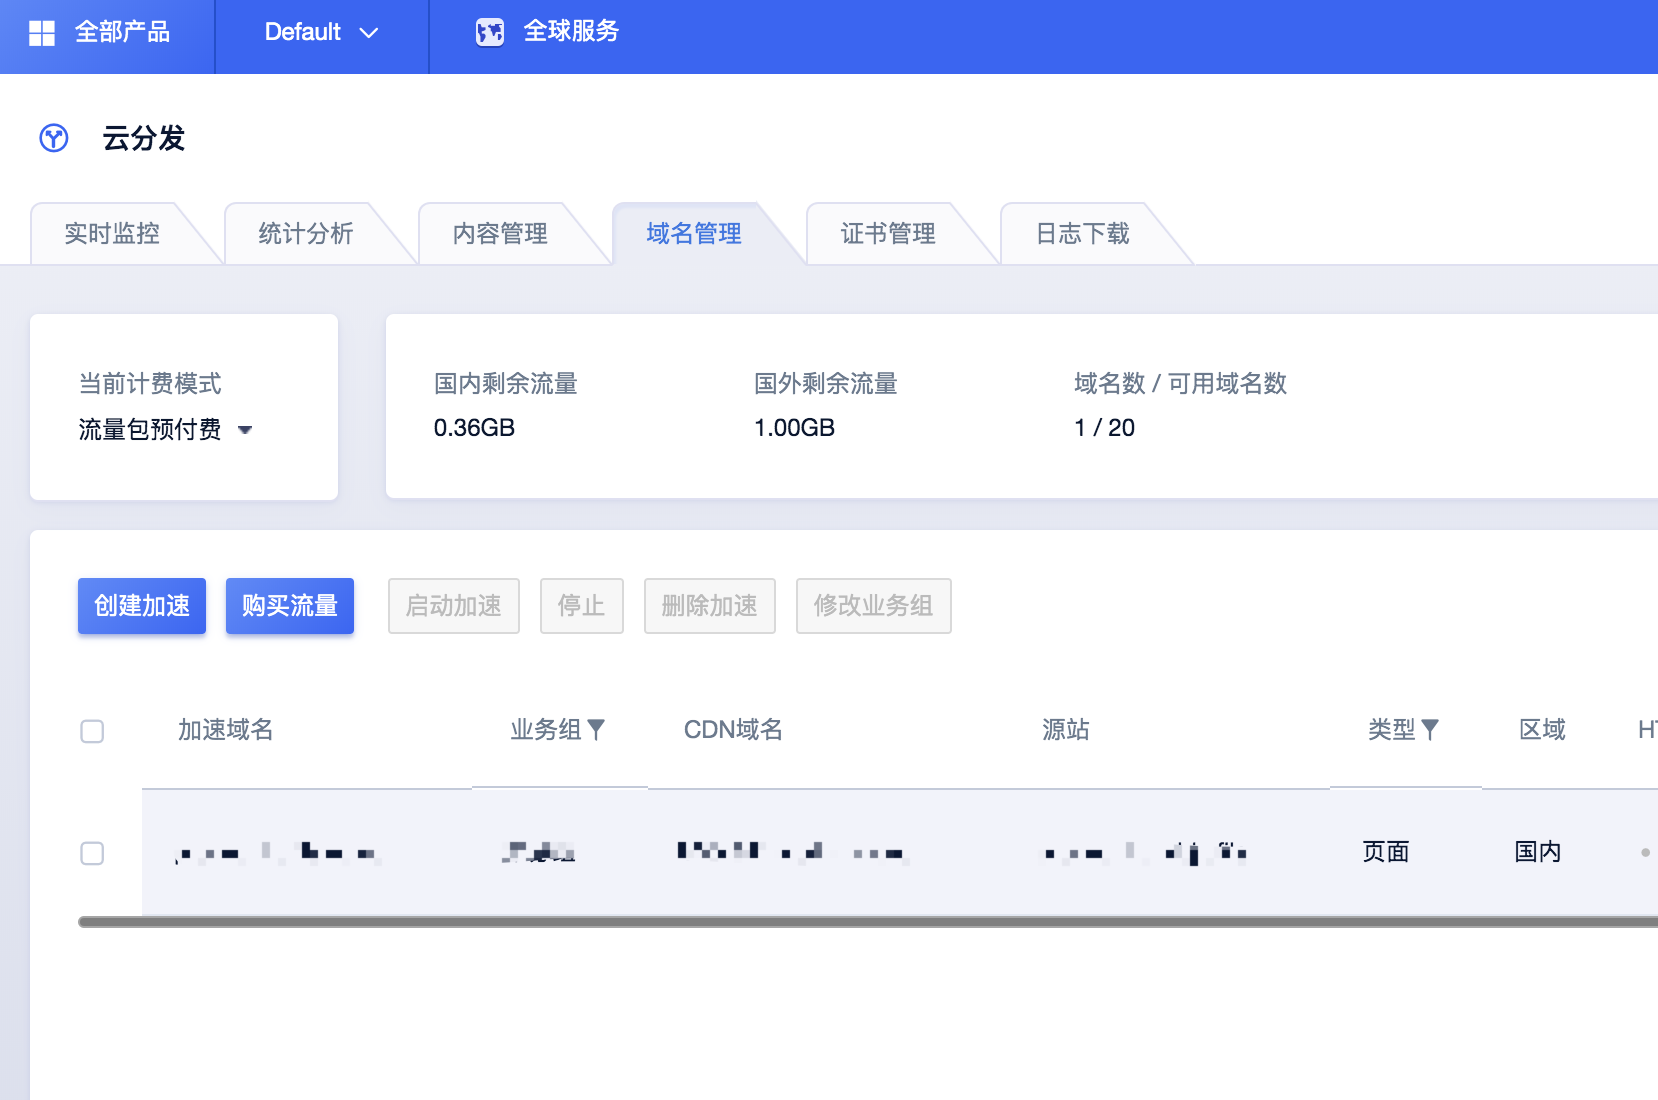 全部产品
Default
全球服务
云分发
实时监控
统计分析
内容管理
域名管理
证书管理
日志下载
当前计费模式
流量包预付费
国内剩余流量
0.36GB
国外剩余流量
1.00GB
域名数 / 可用域名数
1 / 20
创建加速
购买流量
启动加速
停止
删除加速
修改业务组
加速域名
业务组
CDN域名
源站
类型
区域
页面
国内